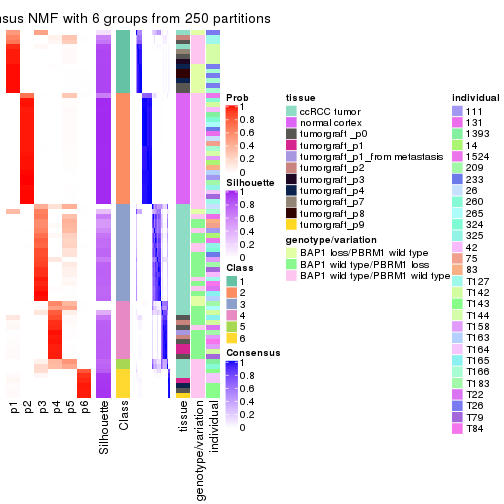 sus NMF with 6 groups from 250 partitions
Prob
1
0.8
0.6
0.4
0.2
0
Silhouette
1
0.8
0.6
0.4
0.2
0
Class
1
2
3
4
5
6
Consensus
1
0.8
0.6
0.4
0.2
0
tissue
ccRCC tumor
normal cortex
tumorgraft _p0
tumorgraft_p1
tumorgraft_p1_from metastasis
tumorgraft_p2
tumorgraft_p3
tumorgraft_p4
tumorgraft_p7
tumorgraft_p8
tumorgraft_p9
genotype/variation
BAP1 loss/PBRM1 wild type
BAP1 wild type/PBRM1 loss
BAP1 wild type/PBRM1 wild type
individual
111
131
1393
14
1524
209
233
26
260
265
324
325
42
75
83
T127
T142
T143
T144
T158
T163
T164
T165
T166
T183
T22
T26
T79
T84
p1
p2
p3
p4
p5
p6
Silhouette
Class
tissue
genotype/variation
individual